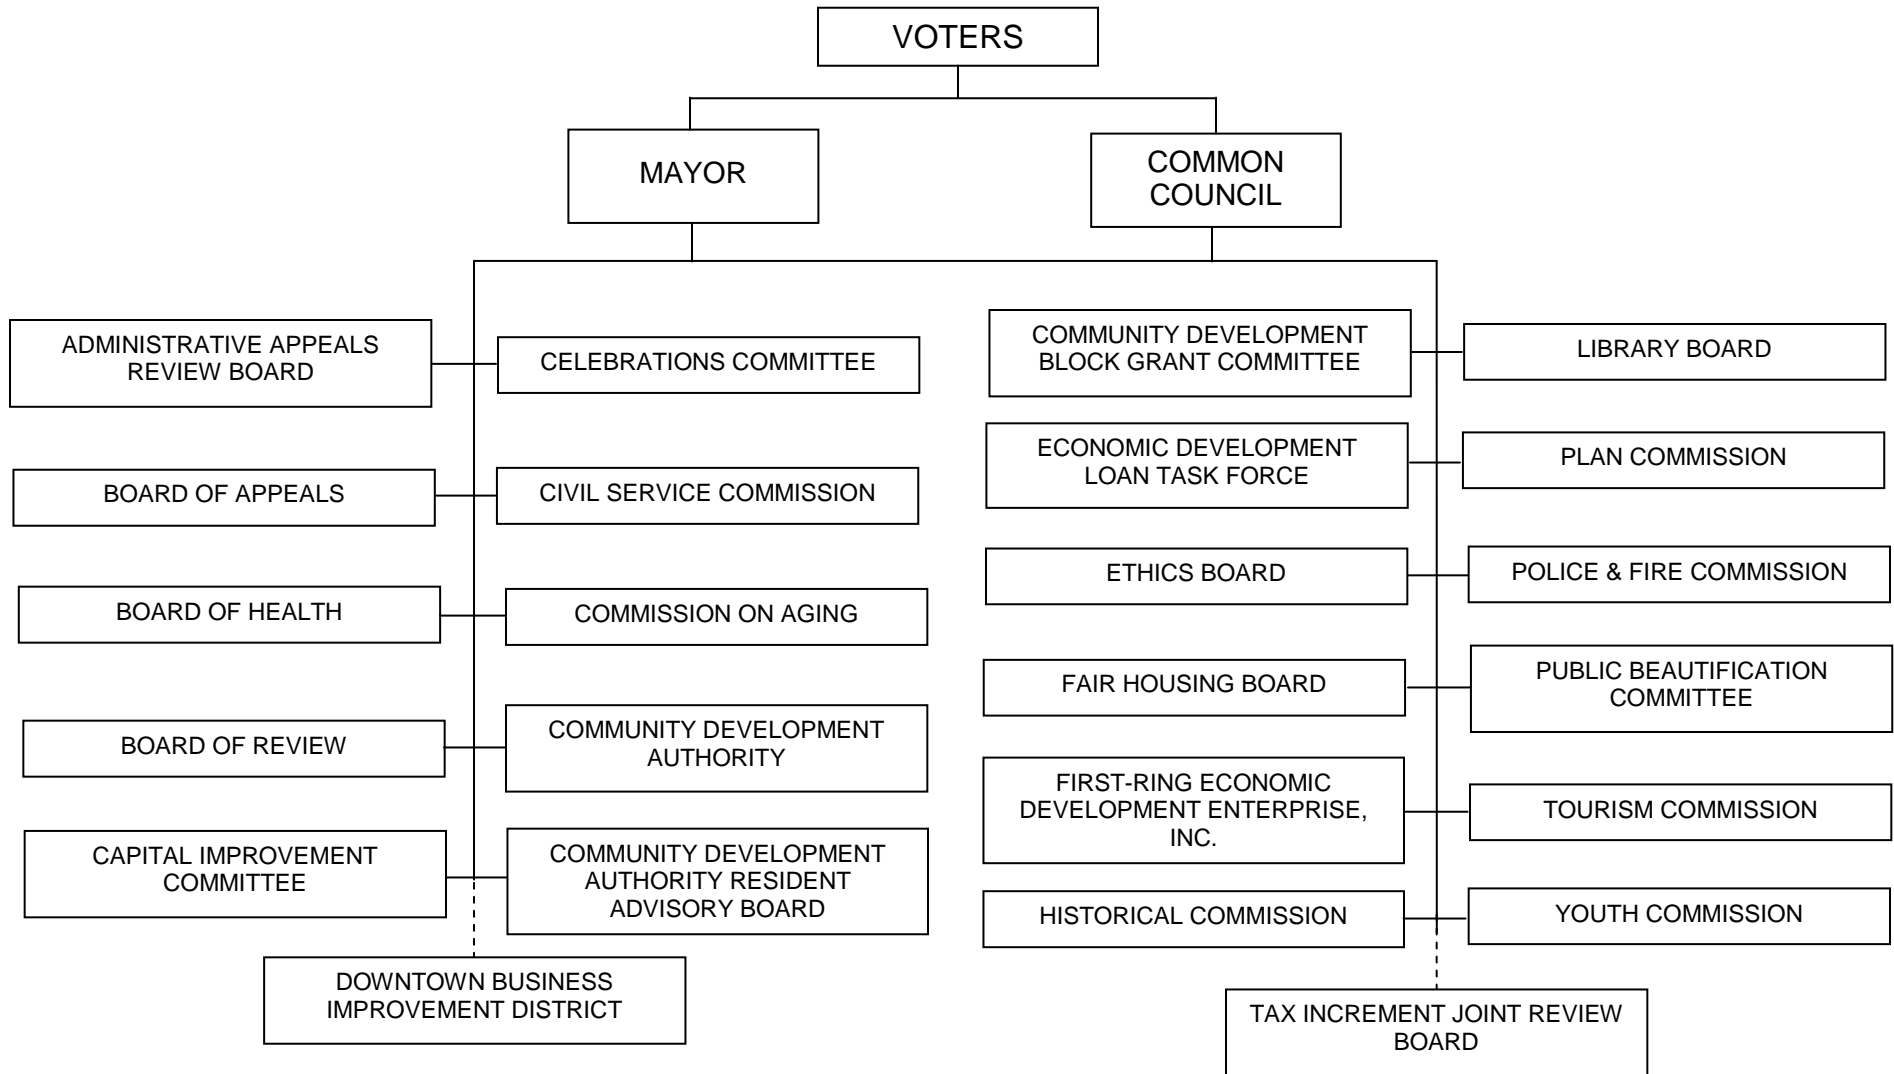 VOTERS
MAYOR
COMMON
COUNCIL
ADMINISTRATIVE APPEALS
REVIEW BOARD
CELEBRATIONS COMMITTEE
BOARD OF APPEALS
CIVIL SERVICE COMMISSION
BOARD OF HEALTH
COMMISSION ON AGING
BOARD OF REVIEW
COMMUNITY DEVELOPMENT
AUTHORITY
CAPITAL IMPROVEMENT
COMMITTEE
COMMUNITY DEVELOPMENT
AUTHORITY RESIDENT
ADVISORY BOARD
DOWNTOWN BUSINESS
IMPROVEMENT DISTRICT
COMMUNITY DEVELOPMENT
BLOCK GRANT COMMITTEE
LIBRARY BOARD
ECONOMIC DEVELOPMENT
LOAN TASK FORCE
PLAN COMMISSION
ETHICS BOARD
POLICE & FIRE COMMISSION
FAIR HOUSING BOARD
PUBLIC BEAUTIFICATION
COMMITTEE
FIRST-RING ECONOMIC
DEVELOPMENT ENTERPRISE,
INC.
TOURISM COMMISSION
HISTORICAL COMMISSION
YOUTH COMMISSION
TAX INCREMENT JOINT REVIEW
BOARD